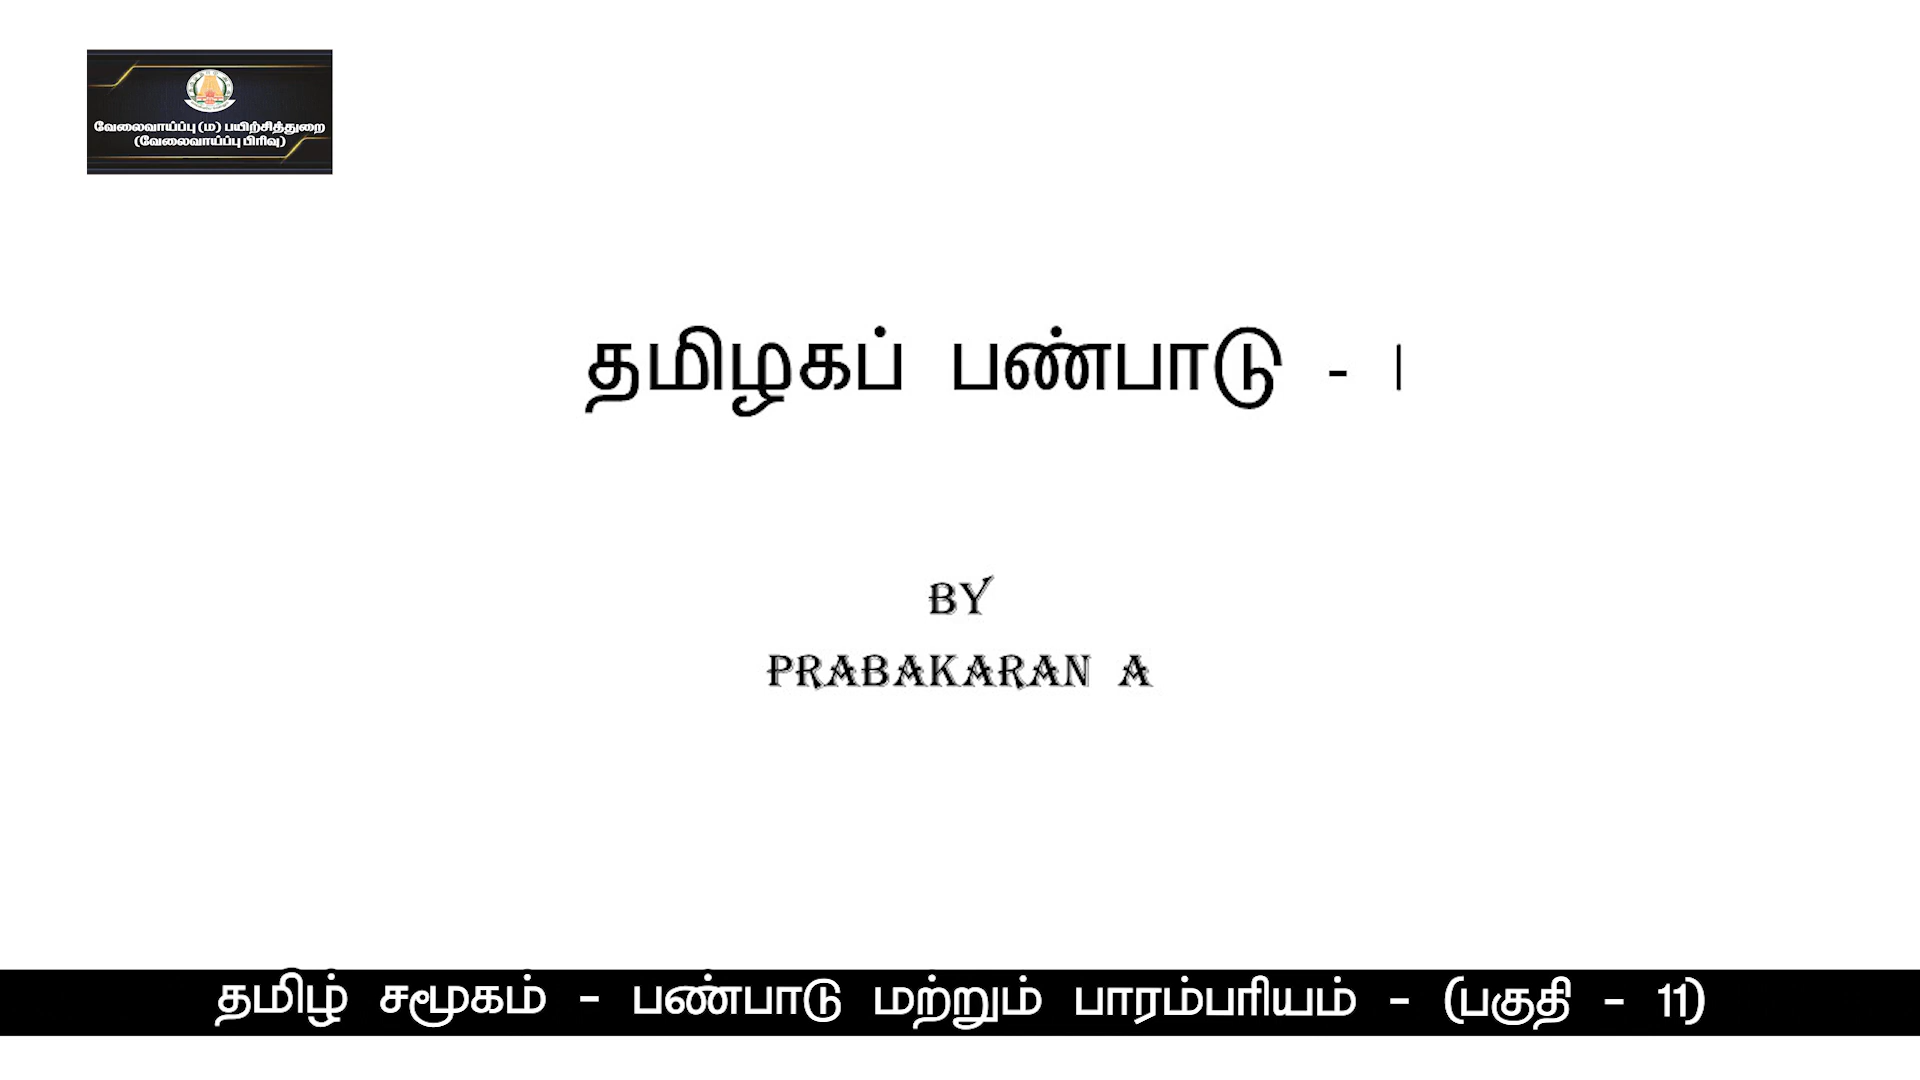 வேலைவாய்ப்பு (ம) பயிற்சித்துறை
(வேலைவாய்ப்பு பிரிவு)
தமிழகப் பண்பாடு - I
BY
PRABAKARAN A
தமிழ் சமூகம் - பண்பாடு மற்றும் பாரம்பரியம் - (பகுதி - 11)